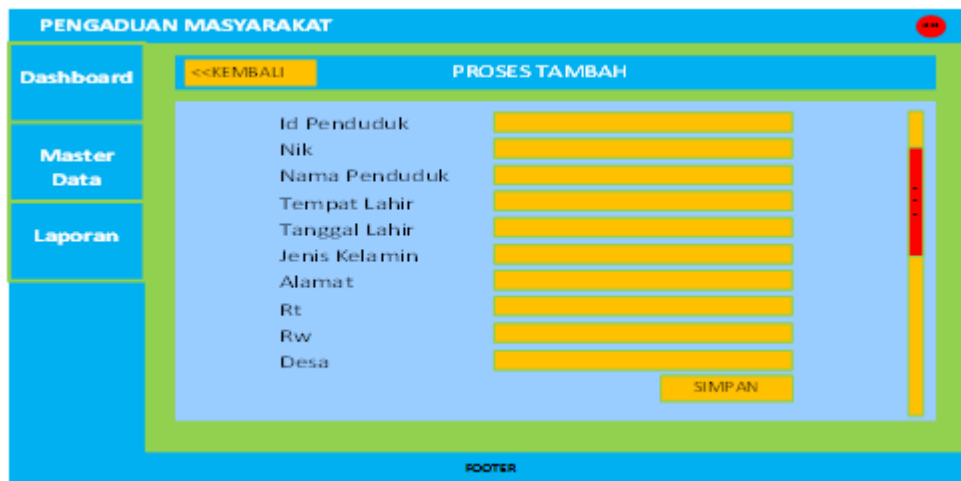 PENGADUAN MASYARAKAT
Dashboard
Master
Data
Laporan
<<KEMBALI
PROSES TAMBAH
Id Penduduk
Nik
Nama Penduduk
Tempat Lahir
Tanggal Lahir
Jenis Kelamin
Alamat
Rt
Rw
Desa
SIMPAN
FOOTER